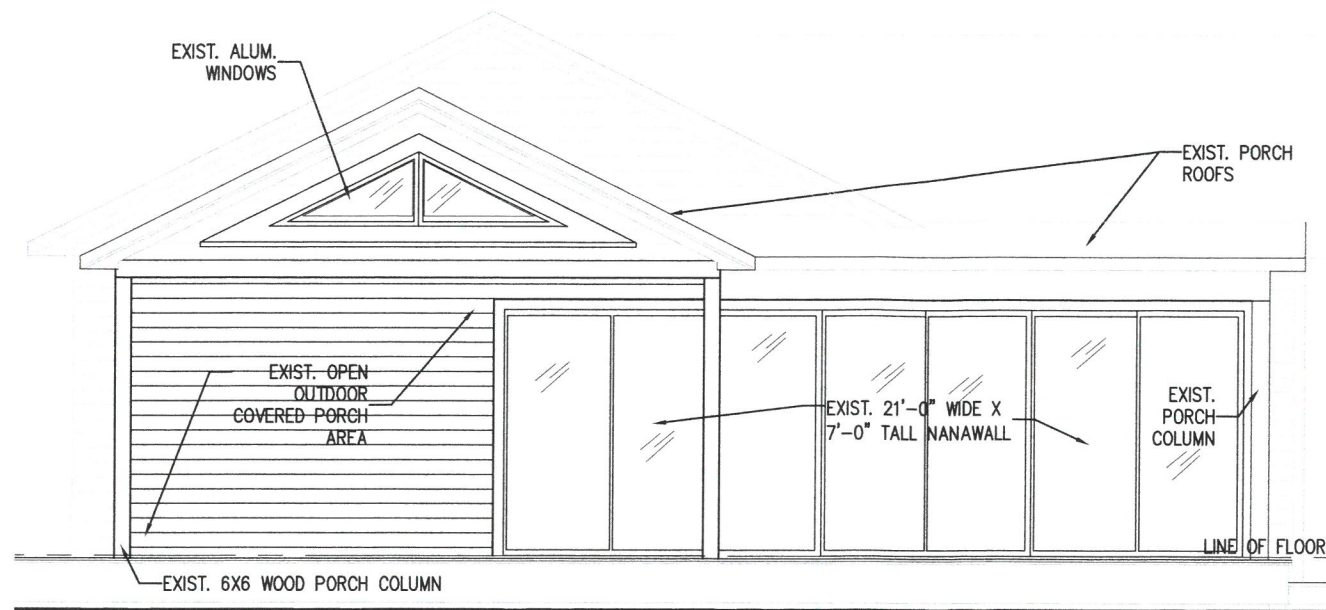 EXIST. ALUM.
WINDOWS
EXIST. PORCH
ROOFS
EXIST. OPEN
OUTDOOR
COVERED PORCH
AREA
EXIST. 21'-0" WIDE X
7'-0" TALL NANAWALL
EXIST.
PORCH
COLUMN
LINE OF FLOOR
EXIST. 6X6 WOOD PORCH COLUMN